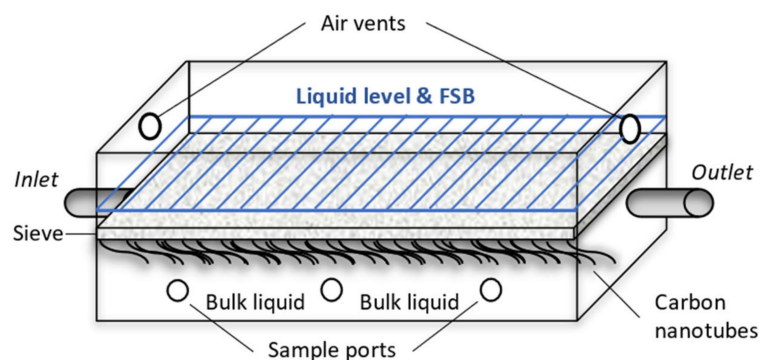 Air vents
Liquid level & FSB
Inlet
Outlet
Sieve
Bulk liquid
Bulk liquid
Carbon
nanotubes
Sample ports